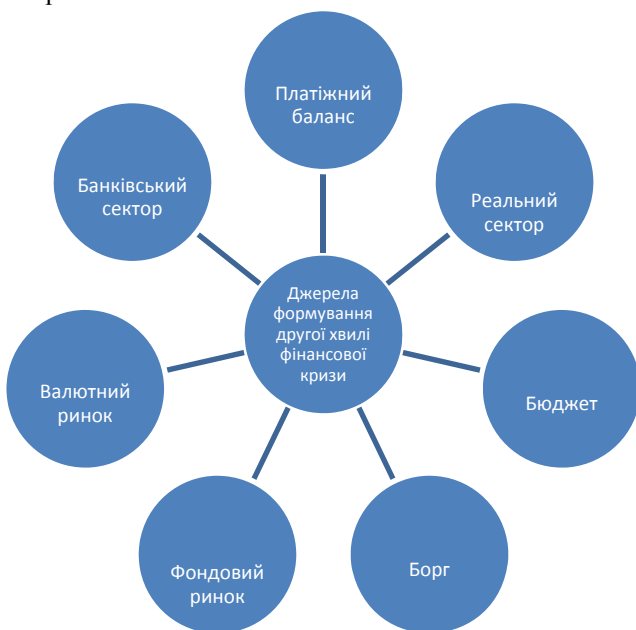 Платіжний
баланс
Банківський
сектор
Реальний
сектор
Джерела
формування
другої хвилі
фінансової
кризи
Валютний
ринок
Бюджет
Фондовий
ринок
Борг